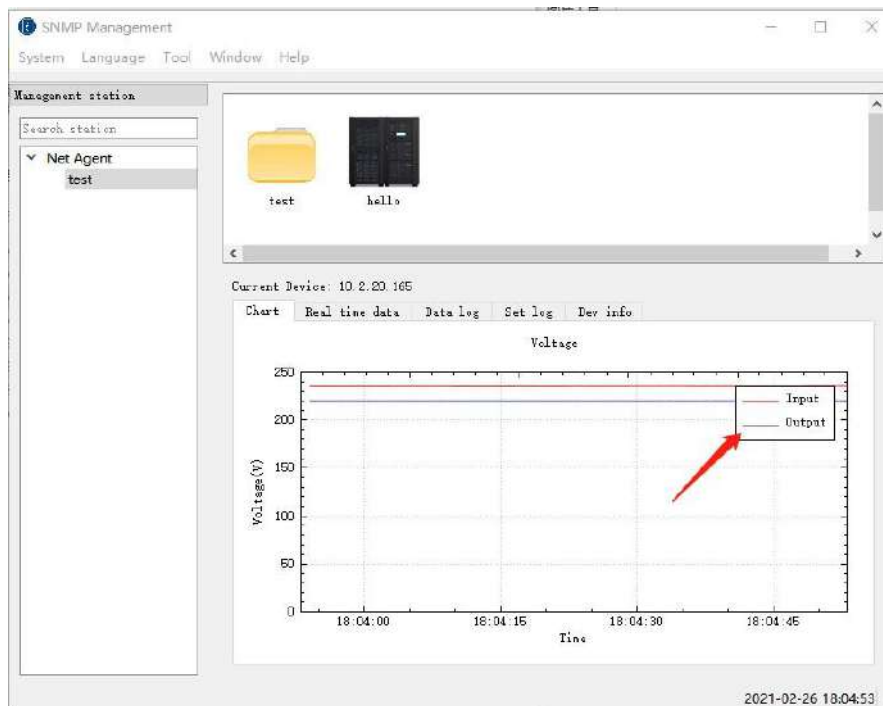 SNMP Management
System Language Tool Window Help
Management station
Search station
Net Agent
test
test hello
Current Device: 10.2.20.165
Chart Real time data Data log Set log Dev info
Voltage
250
200
150
100
50
0
Voltage(V)
Input
Output
18:04:00 18:04:15 18:04:30 18:04:45
Time
2021-02-26 18:04:53